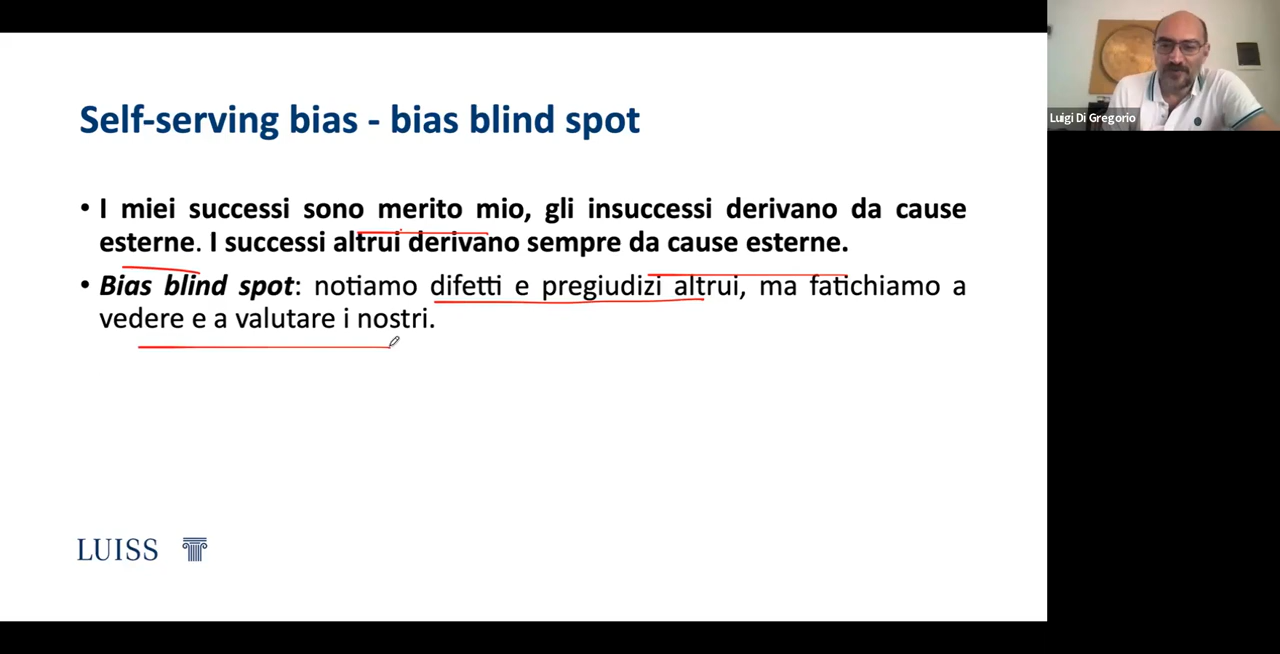 Self-serving bias - bias blind spot
• I miei successi sono merito mio, gli insuccessi derivano da cause
esterne. I successi altrui derivano sempre da cause esterne.
• Bias blind spot: notiamo difetti e pregiudizi altrui, ma fatichiamo a
vedere e a valutare i nostri.
LUISS
Luigi Di Gregorio